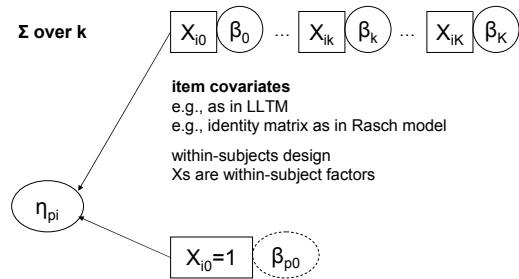 Σ over k X_i0 β_0 ... X_ik β_k ... X_iK β_K
item covariates
e.g., as in LLTM
e.g., identity matrix as in Rasch model
within-subjects design
Xs are within-subject factors
η_pi
X_i0=1 β_p0